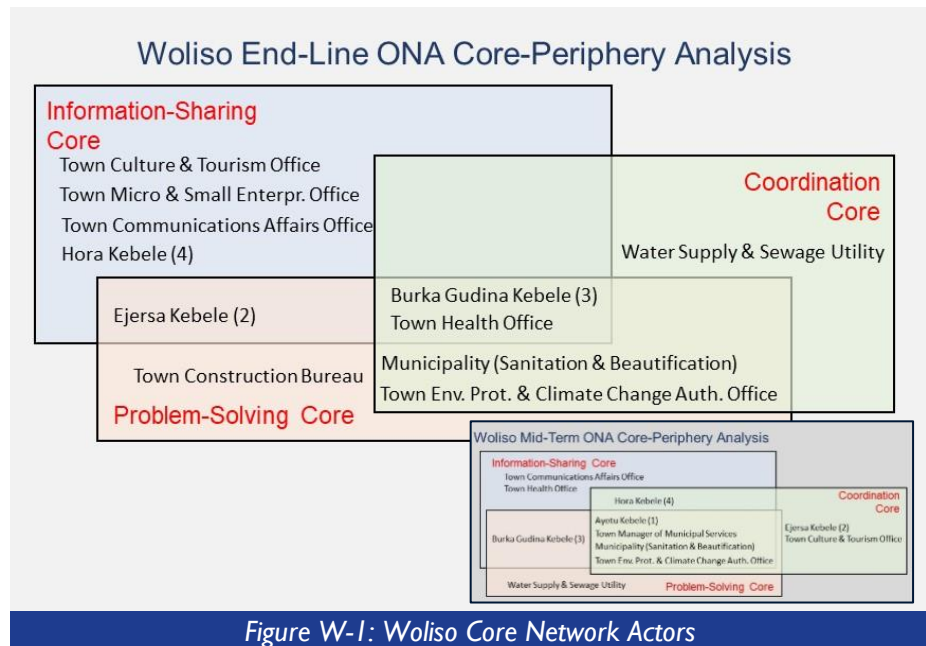 Woliso End-Line ONA Core-Periphery Analysis
Information-Sharing
Core
Town Culture & Tourism Office
Town Micro & Small Enterpr. Office
Town Communications Affairs Office
Hora Kebele (4)
Coordination
Core
Water Supply & Sewage Utility
Ejersa Kebele (2)
Burka Gudina Kebele (3)
Town Health Office
Municipality (Sanitation & Beautification)
Town Env. Prot. & Climate Change Auth. Office
Town Construction Bureau
Problem-Solving Core
Woliso Mid-Term ONA Core-Periphery Analysis
Information-Sharing Core
Town Communications Affairs Office
Town Health Office
Hora Kebele (4)
Coordination
Core
Burka Gudina Kebele (3)
Ayetu Kebele (1)
Town Manager of Municipal Services
Municipality (Sanitation & Beautification)
Town Env. Prot. & Climate Change Auth. Office
Ejersa Kebele (2)
Town Culture & Tourism Office
Water Supply & Sewage Utility
Problem-Solving Core
Figure W-1: Woliso Core Network Actors